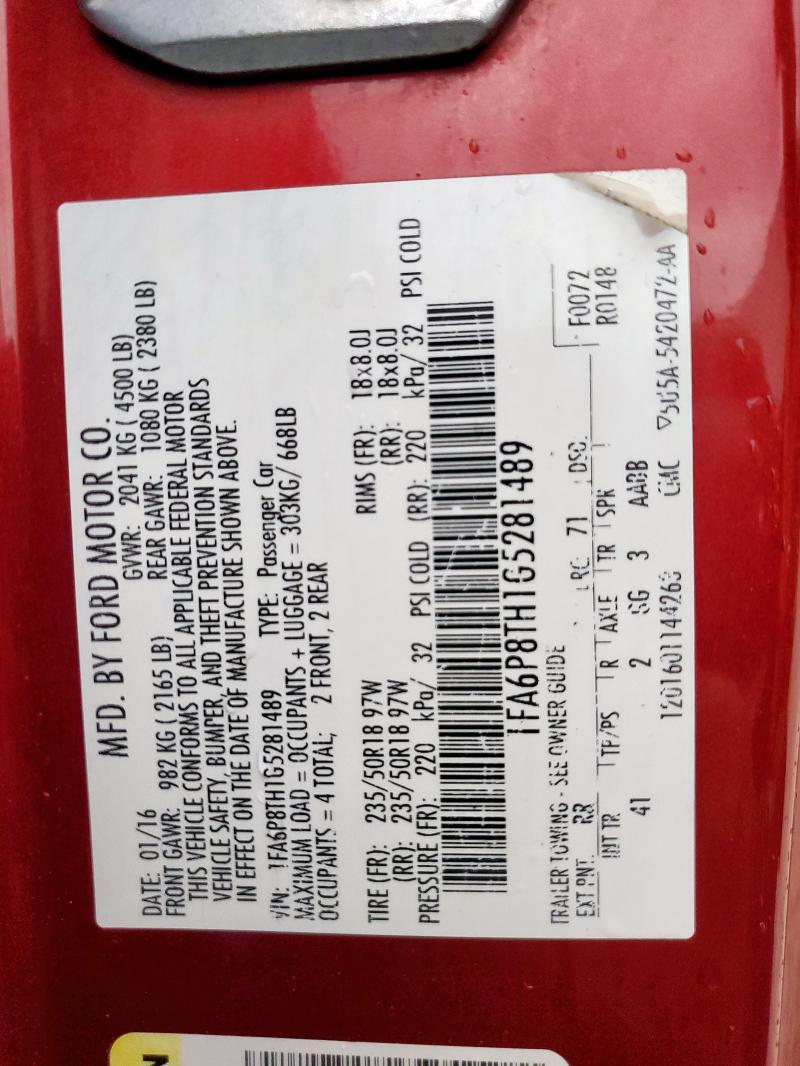 MFD. BY FORD MOTOR CO.
DATE: 01/16 GVWR: 2041 KG ( 4500 LB)
FRONT GAWR: 982 KG ( 2165 LB) REAR GAWR: 1080 KG ( 2380 LB)
THIS VEHICLE CONFORMS TO ALL APPLICABLE FEDERAL MOTOR
VEHICLE SAFETY, BUMPER, AND THEFT PREVENTION STANDARDS
IN EFFECT ON THE DATE OF MANUFACTURE SHOWN ABOVE.
VIN: 1FA6P8TH1G5281489 TYPE: Passenger Car
MAXIMUM LOAD = OCCUPANTS + LUGGAGE = 303KG/ 668LB
OCCUPANTS = 4 TOTAL; 2 FRONT, 2 REAR
TIRE (FR): 235/50R18 97W RIMS (FR): 18x8.0J
(RR): 235/50R18 97W (RR): 18x8.0J
PRESSURE (FR): 220 kPa/ 32 PSI COLD (RR): 220 kPa/ 32 PSI COLD
1FA6P8TH1G5281489
TRAILER TOWING - SEE OWNER GUIDE F0072
EXT PNT: RR RC: 71 DSO: R0148
INT TR TP/PS R AXLE TR SPR
41 2 GG 3 AABB
1201601144263 CMC 5U5A-5420472-AA
N